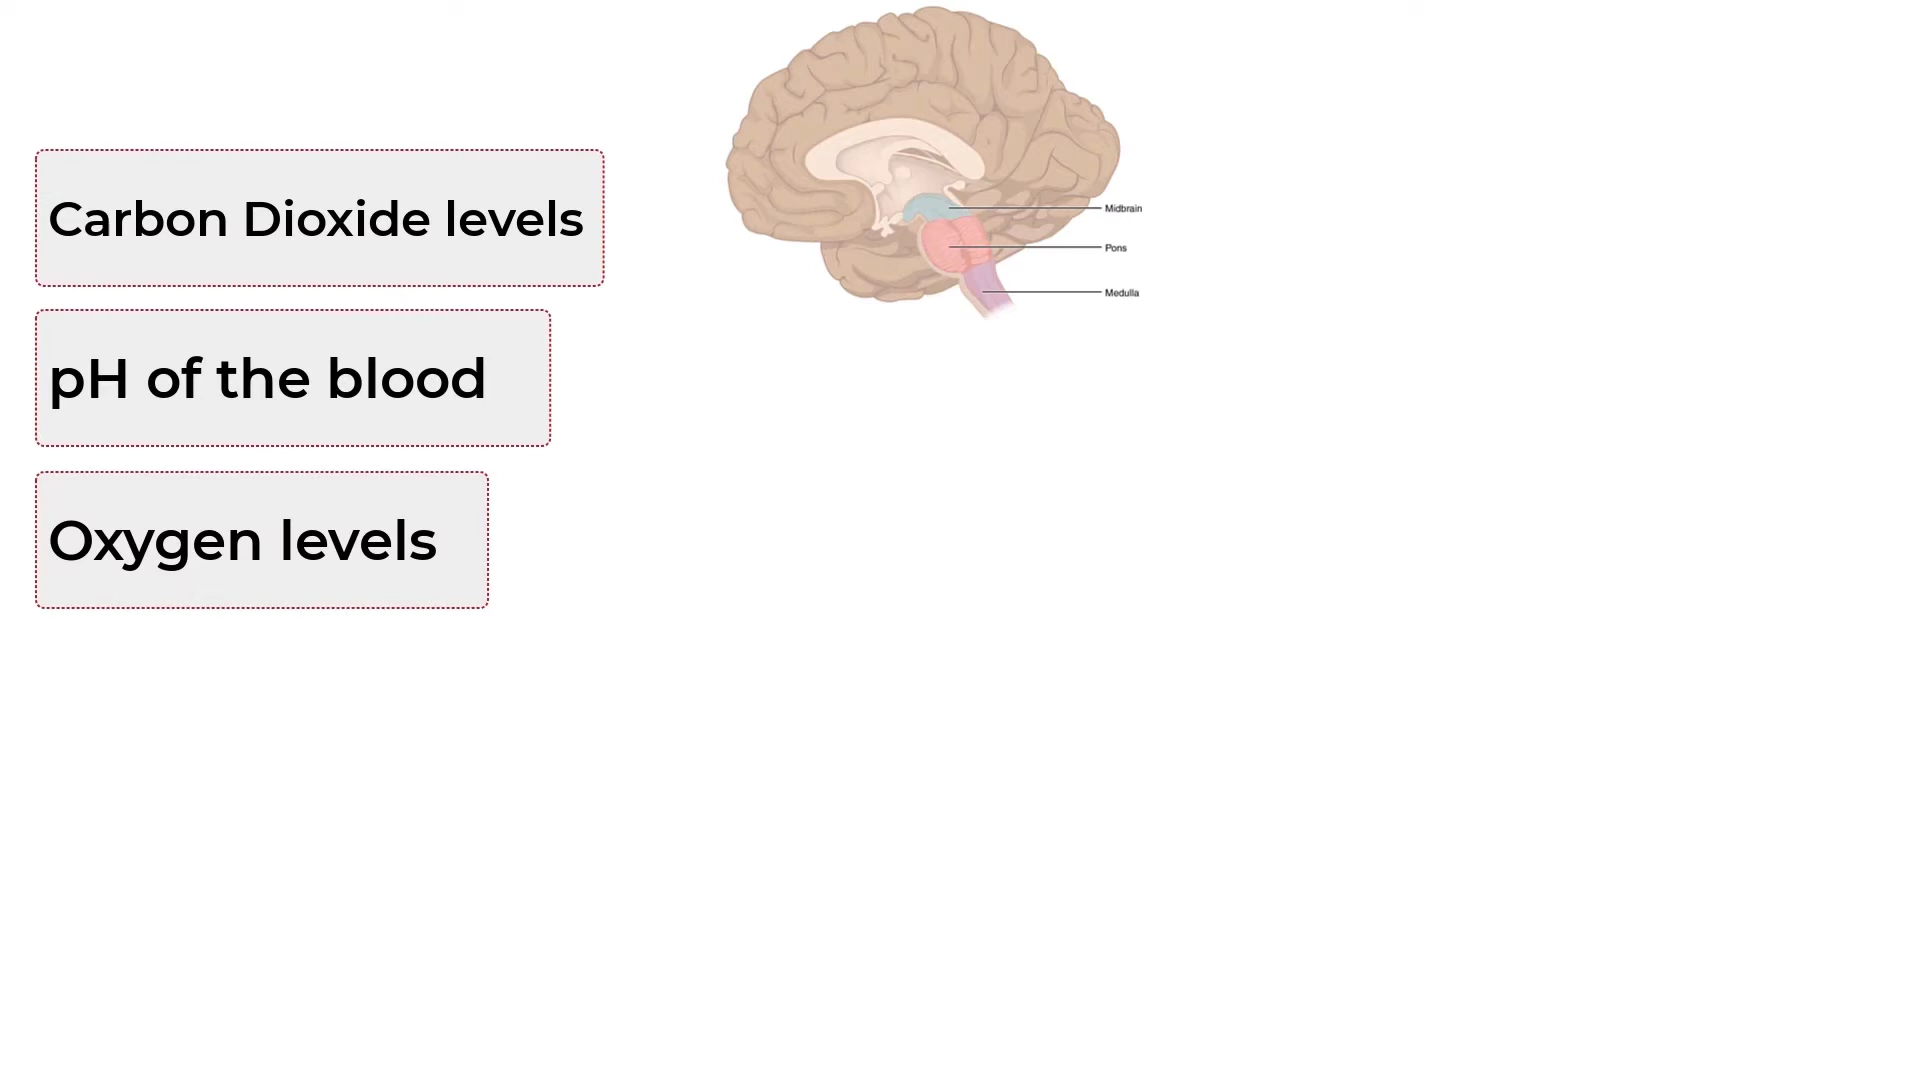 Carbon Dioxide levels
pH of the blood
Oxygen levels
Midbrain
Pons
Medulla